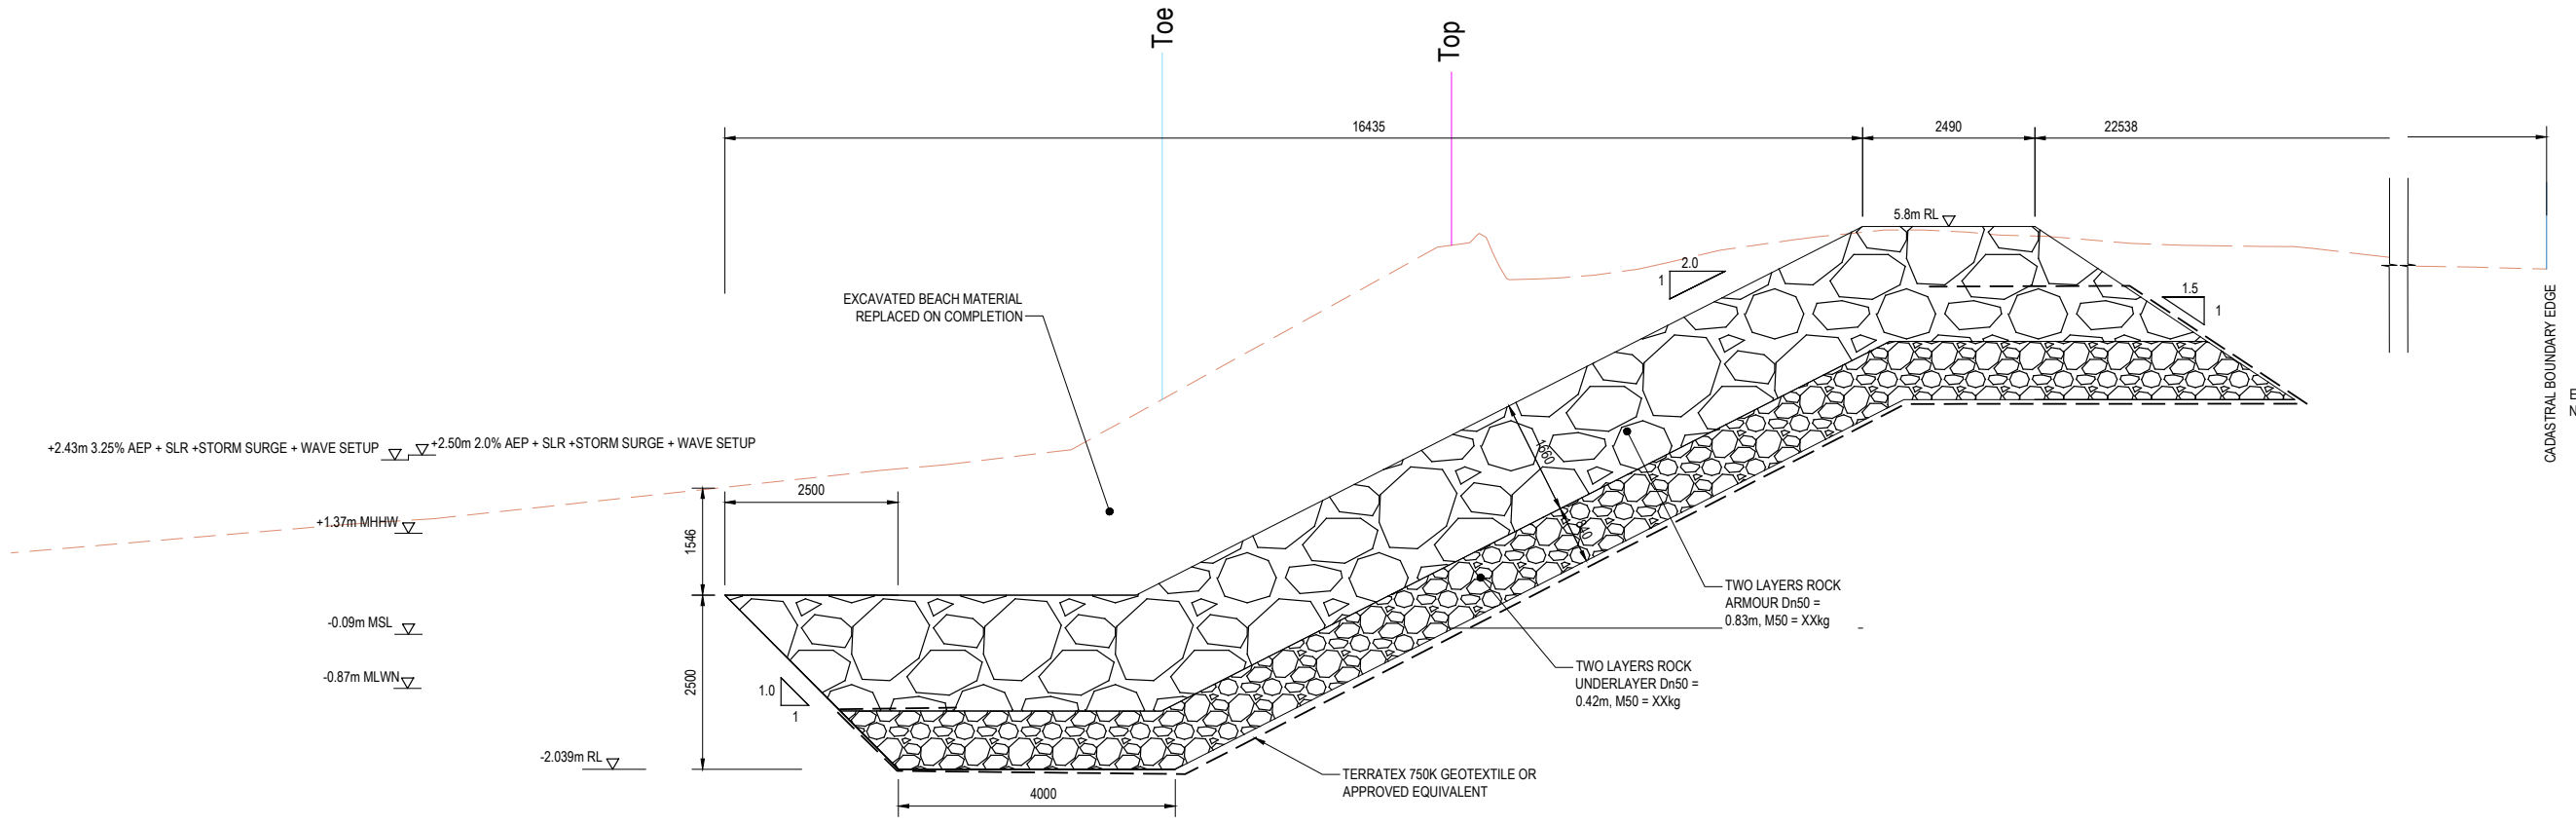 Toe
Top
16435
2490
22538
5.8m RL
2.0
1
1.5
1
EXCAVATED BEACH MATERIAL
REPLACED ON COMPLETION
CADASTRAL BOUNDARY EDGE
E
N
+2.43m 3.25% AEP + SLR +STORM SURGE + WAVE SETUP
+2.50m 2.0% AEP + SLR +STORM SURGE + WAVE SETUP
2500
1660
840
+1.37m MHHW
1546
TWO LAYERS ROCK
ARMOUR Dn50 =
0.83m, M50 = XXkg
-0.09m MSL
-0.87m MLWN
2500
1.0
1
TWO LAYERS ROCK
UNDERLAYER Dn50 =
0.42m, M50 = XXkg
-2.039m RL
TERRATEX 750K GEOTEXTILE OR
APPROVED EQUIVALENT
4000